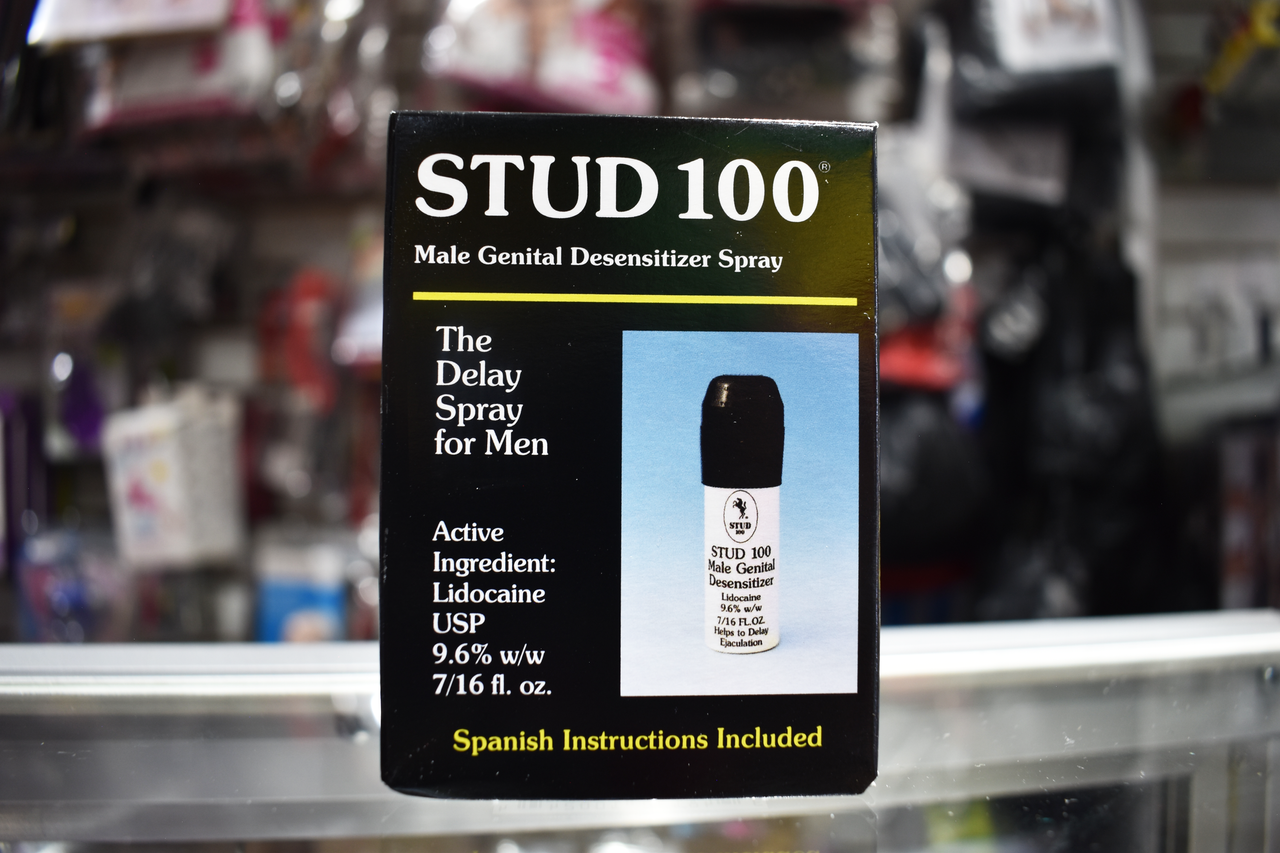 STUD 100®
Male Genital Desensitizer Spray
The
Delay
Spray
for Men
Active
Ingredient:
Lidocaine
USP
9.6% w/w
7/16 fl. oz.
STUD
100
STUD 100
Male Genital
Desensitizer
Lidocaine
9.6% w/w
7/16 FL.OZ.
Helps to Delay
Ejaculation
Spanish Instructions Included